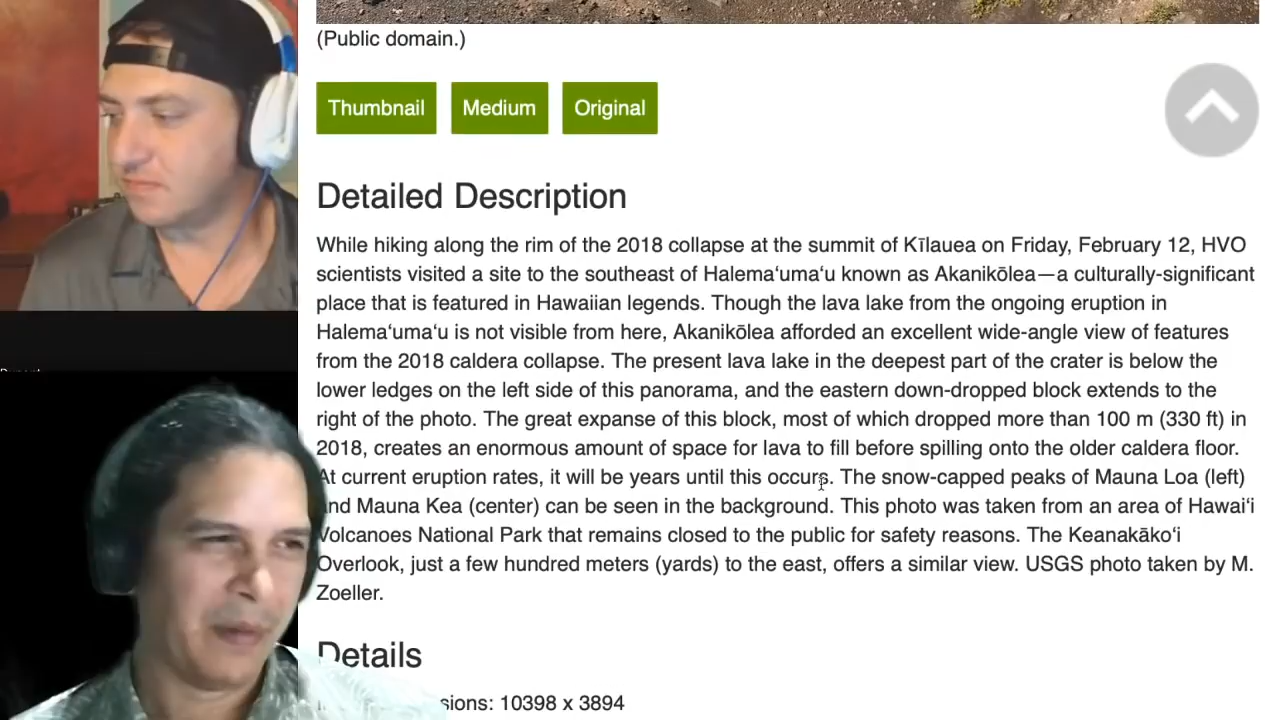 (Public domain.)
Thumbnail
Medium
Original
Detailed Description
While hiking along the rim of the 2018 collapse at the summit of Kīlauea on Friday, February 12, HVO
scientists visited a site to the southeast of Halemaʻumaʻu known as Akanikōlea—a culturally-significant
place that is featured in Hawaiian legends. Though the lava lake from the ongoing eruption in
Halemaʻumaʻu is not visible from here, Akanikōlea afforded an excellent wide-angle view of features
from the 2018 caldera collapse. The present lava lake in the deepest part of the crater is below the
lower ledges on the left side of this panorama, and the eastern down-dropped block extends to the
right of the photo. The great expanse of this block, most of which dropped more than 100 m (330 ft) in
2018, creates an enormous amount of space for lava to fill before spilling onto the older caldera floor.
At current eruption rates, it will be years until this occurs. The snow-capped peaks of Mauna Loa (left)
and Mauna Kea (center) can be seen in the background. This photo was taken from an area of Hawaiʻi
Volcanoes National Park that remains closed to the public for safety reasons. The Keanakākoʻi
Overlook, just a few hundred meters (yards) to the east, offers a similar view. USGS photo taken by M.
Zoeller.
Details
sions: 10398 x 3894